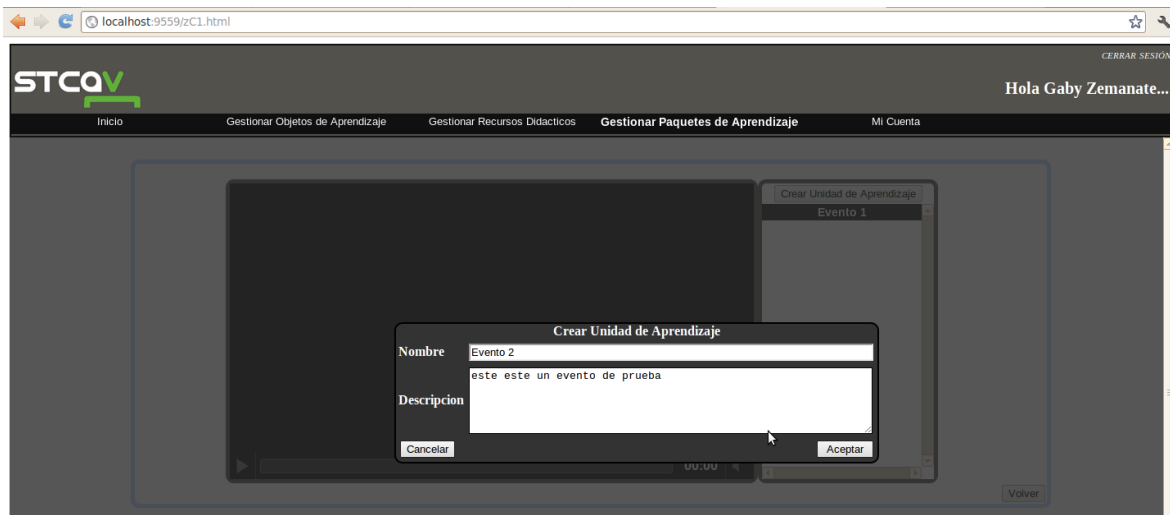 localhost:9559/zC1.html
CERRAR SESIÓN
STCAV
Hola Gaby Zemanate...
Inicio Gestionar Objetos de Aprendizaje Gestionar Recursos Didacticos Gestionar Paquetes de Aprendizaje Mi Cuenta
Crear Unidad de Aprendizaje
Evento 1
Crear Unidad de Aprendizaje
Nombre Evento 2
este este un evento de prueba
Descripcion
Cancelar Aceptar
00:00
Volver